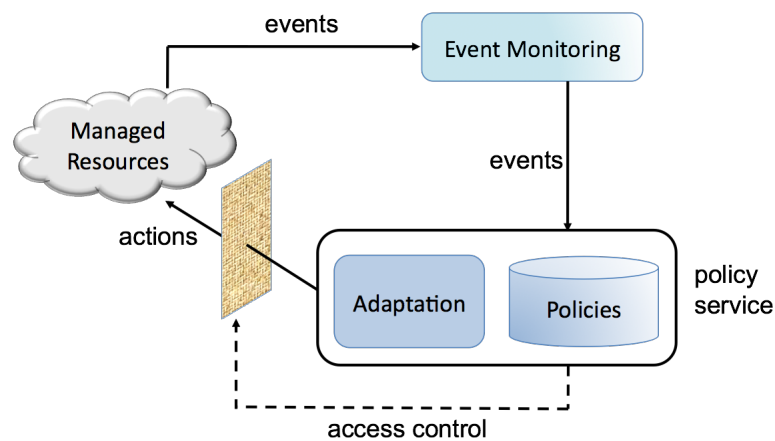 events
Event Monitoring
Managed
Resources
events
actions
Adaptation
Policies
policy
service
access control